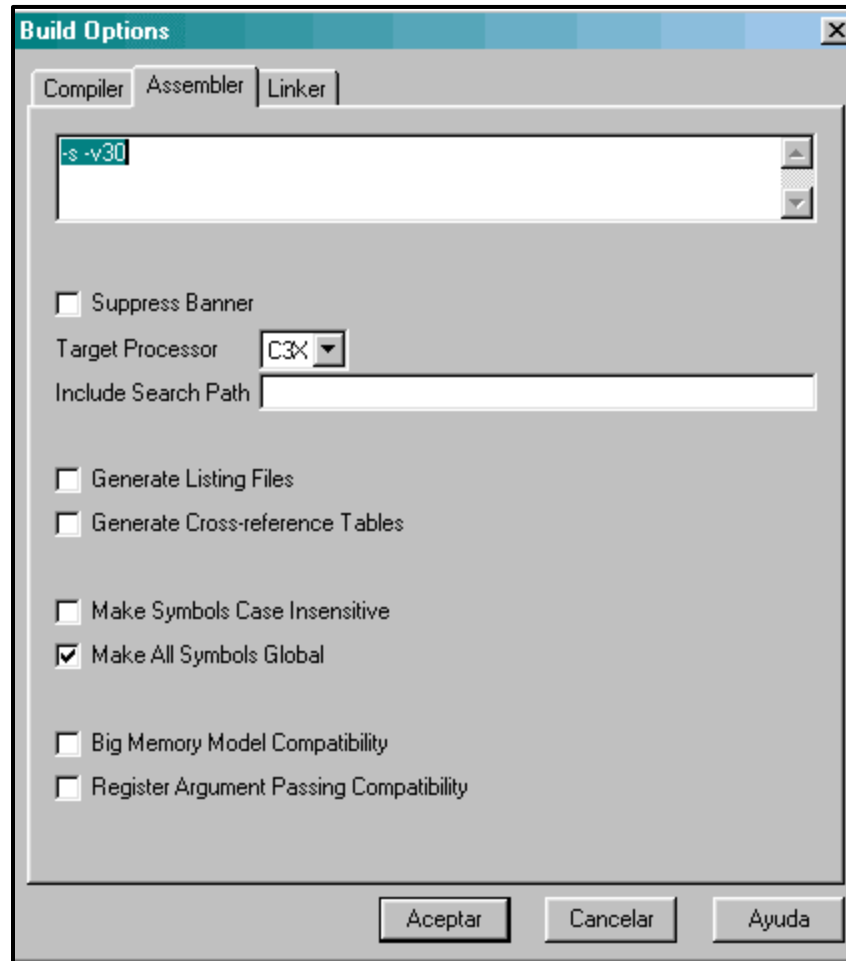 Build Options
Compiler Assembler Linker
-s -v30
Suppress Banner
Target Processor C3X
Include Search Path
Generate Listing Files
Generate Cross-reference Tables
Make Symbols Case Insensitive
Make All Symbols Global
Big Memory Model Compatibility
Register Argument Passing Compatibility
Aceptar Cancelar Ayuda